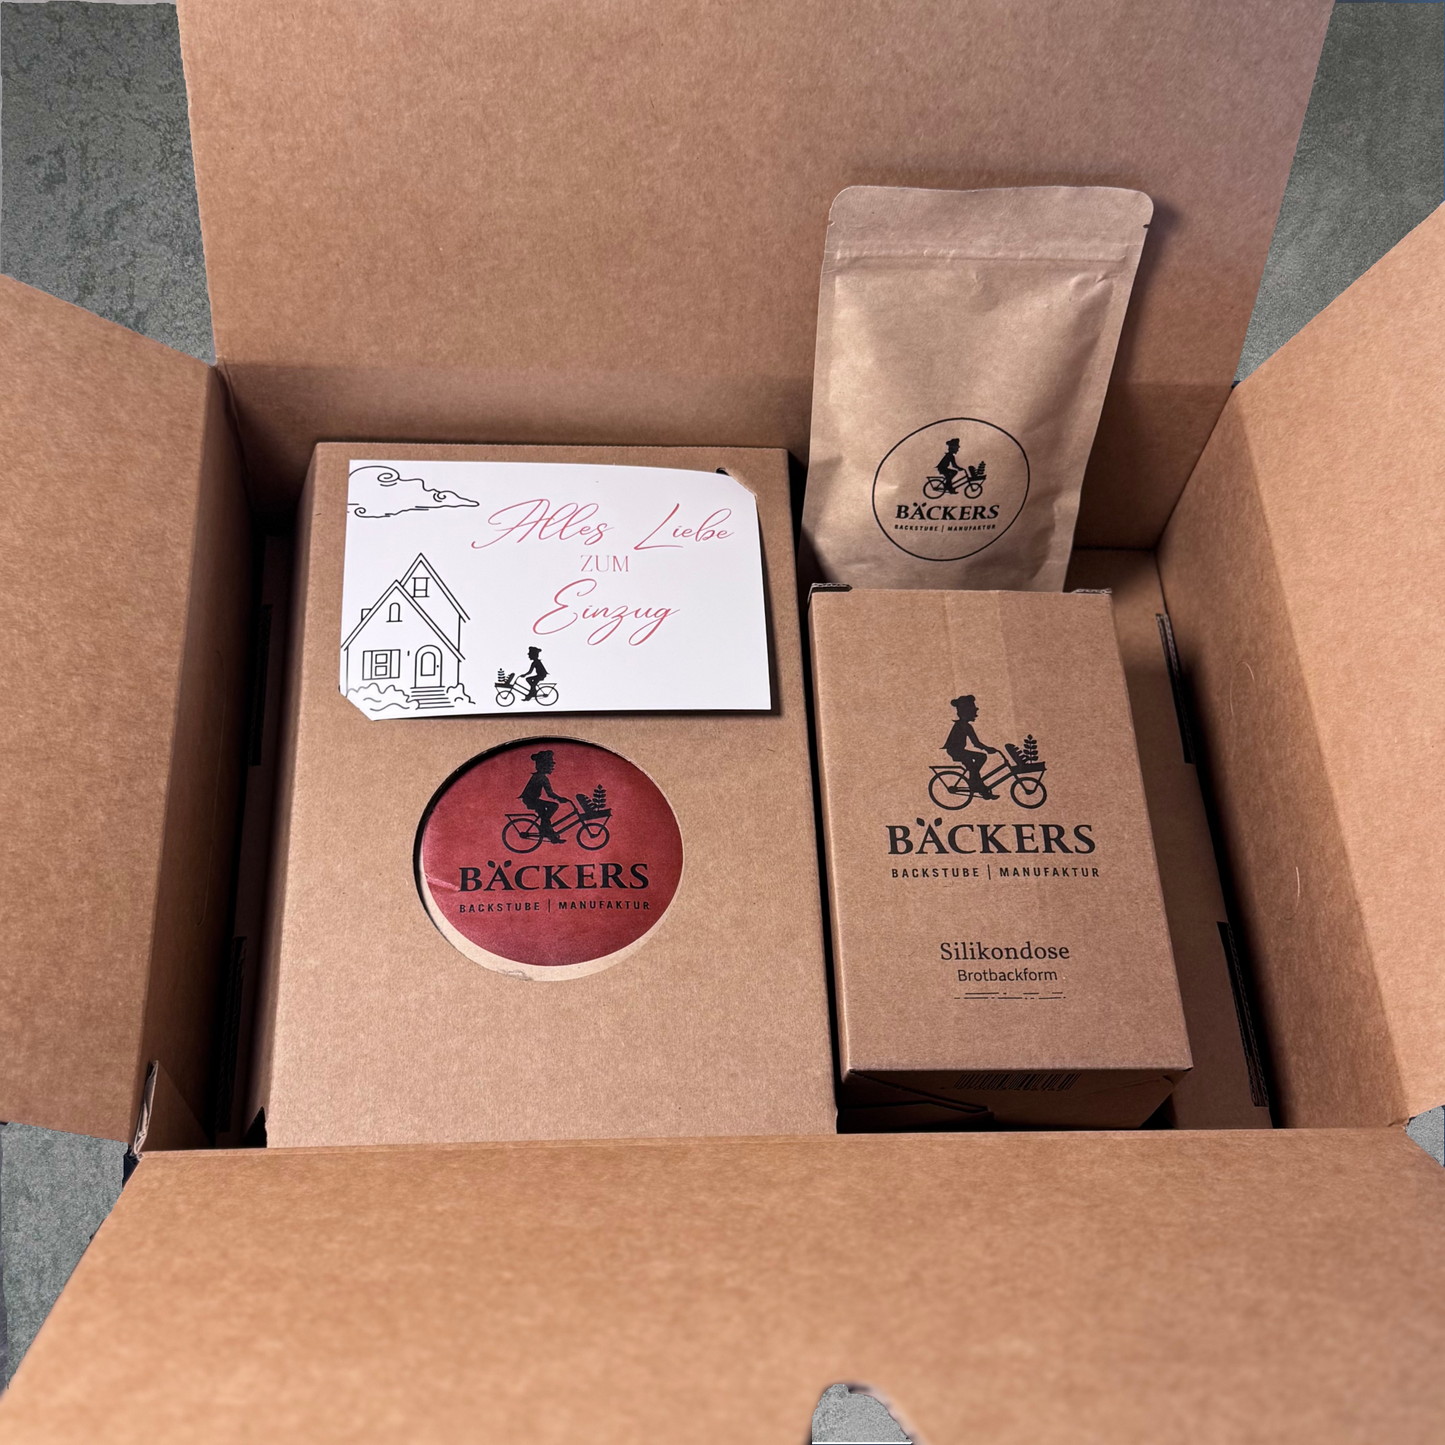 Alles Liebe
ZUM
Einzug
BÄCKERS
BACKSTUBE | MANUFAKTUR
BÄCKERS
BACKSTUBE | MANUFAKTUR
BÄCKERS
BACKSTUBE | MANUFAKTUR
Silikondose
Brotbackform